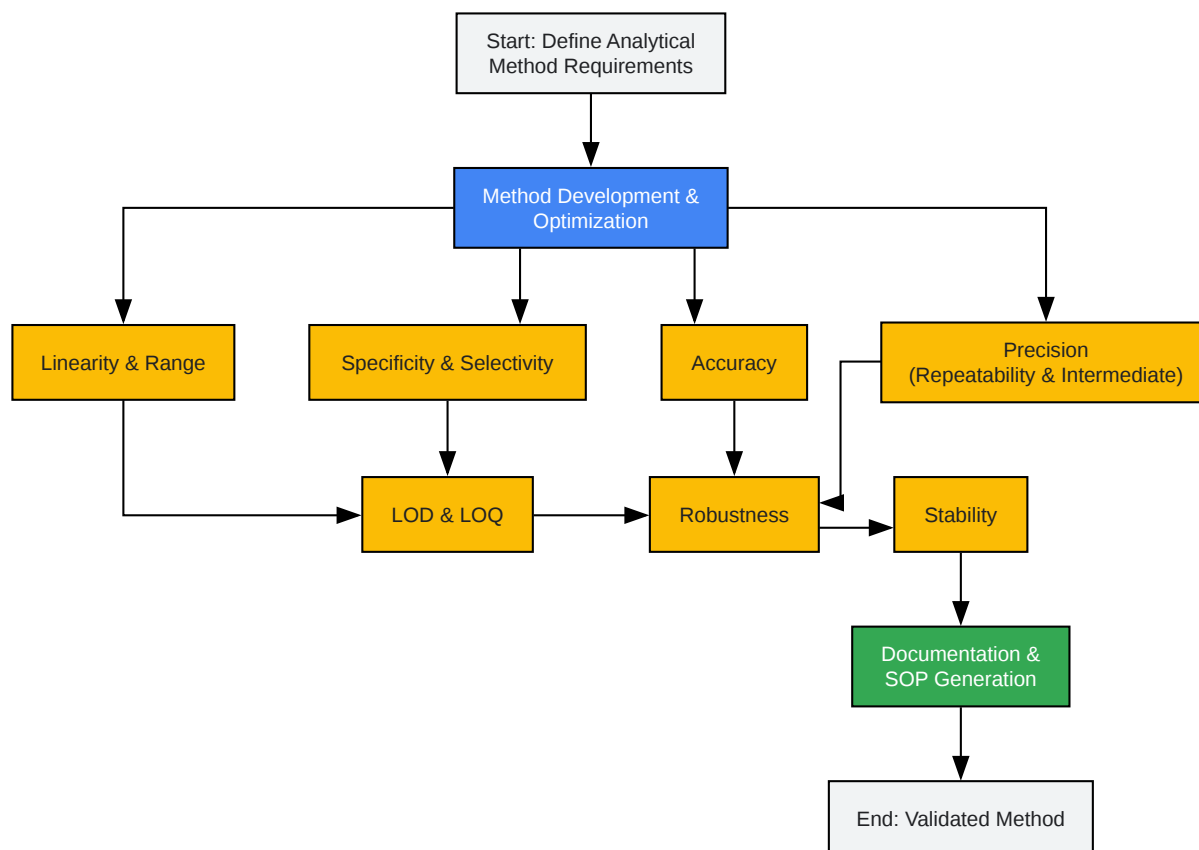 Start: Define Analytical
Method Requirements
Method Development &
Optimization
Linearity & Range
Specificity & Selectivity
Accuracy
Precision
(Repeatability & Intermediate)
LOD & LOQ
Robustness
Stability
Documentation &
SOP Generation
End: Validated Method